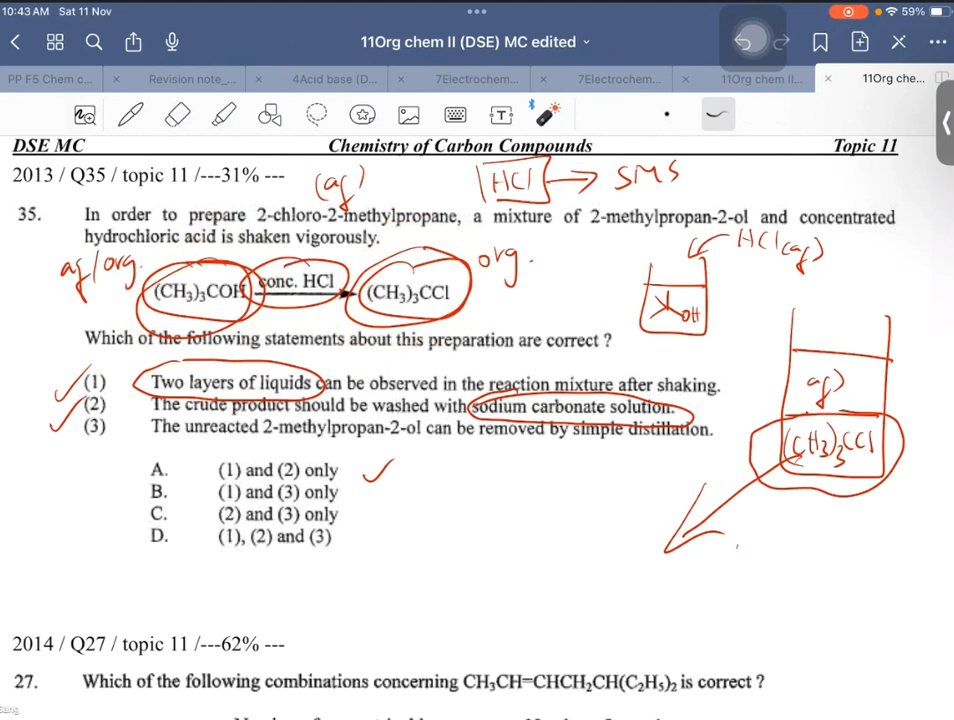 10:43 AM Sat 11 Nov
59%
11Org chem II (DSE) MC edited
PP F5 Chem c...
Revision note_...
4Acid base (D...
7Electrochem...
7Electrochem...
11Org chem II...
11Org che...
DSE MC Chemistry of Carbon Compounds Topic 11
2013 / Q35 / topic 11 /---31% ---
(aq)
HCl → SMS
35. In order to prepare 2-chloro-2-methylpropane, a mixture of 2-methylpropan-2-ol and concentrated
hydrochloric acid is shaken vigorously.
HCl(aq)
aq/org.
org.
(CH3)3COH conc. HCl (CH3)3CCl
OH
Which of the following statements about this preparation are correct ?
(1) Two layers of liquids can be observed in the reaction mixture after shaking.
(2) The crude product should be washed with sodium carbonate solution.
(3) The unreacted 2-methylpropan-2-ol can be removed by simple distillation.
aq)
(CH3)3CCl
A. (1) and (2) only
B. (1) and (3) only
C. (2) and (3) only
D. (1), (2) and (3)
2014 / Q27 / topic 11 /---62% ---
27. Which of the following combinations concerning CH3CH=CHCH2CH(C2H5)2 is correct ?